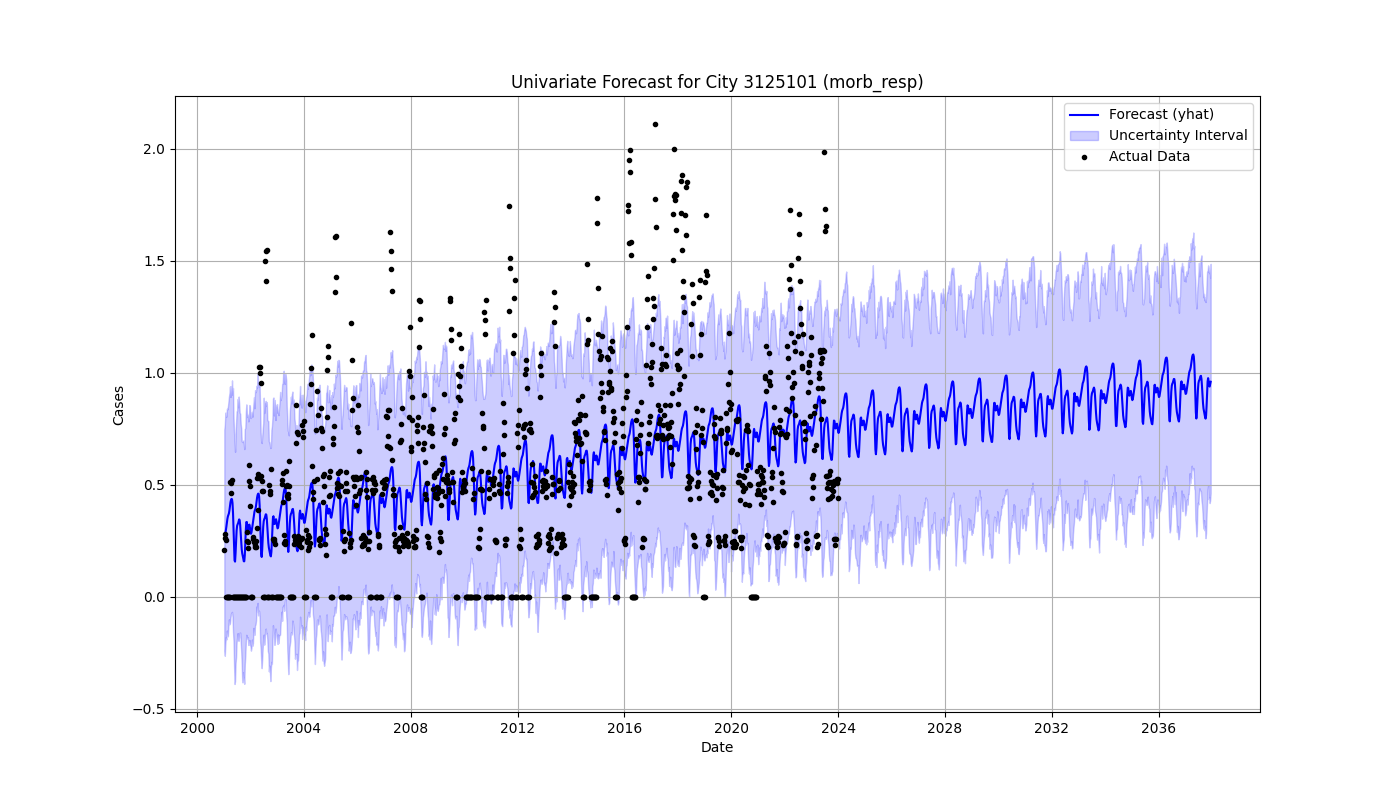 Univariate Forecast for City 3125101 (morb_resp)
Forecast (yhat)
Uncertainty Interval
Actual Data
Cases
2.0
1.5
1.0
0.5
0.0
−0.5
2000 2004 2008 2012 2016 2020 2024 2028 2032 2036
Date